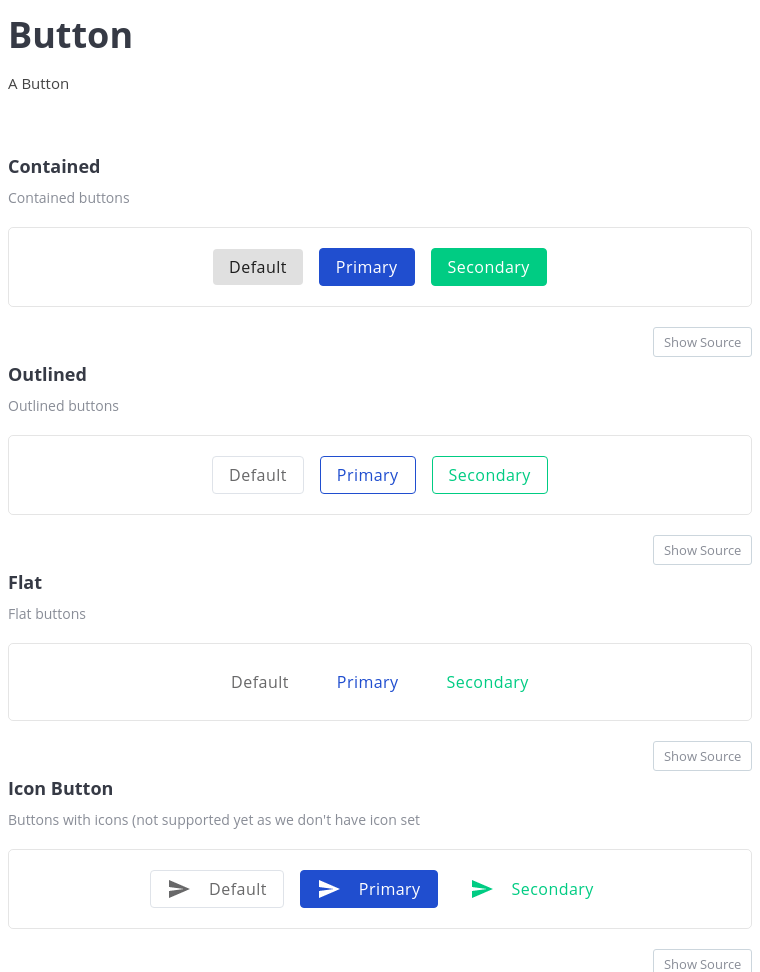 Button
A Button
Contained
Contained buttons
Default Primary Secondary
Show Source
Outlined
Outlined buttons
Default Primary Secondary
Show Source
Flat
Flat buttons
Default Primary Secondary
Show Source
Icon Button
Buttons with icons (not supported yet as we don't have icon set
Default Primary Secondary
Show Source